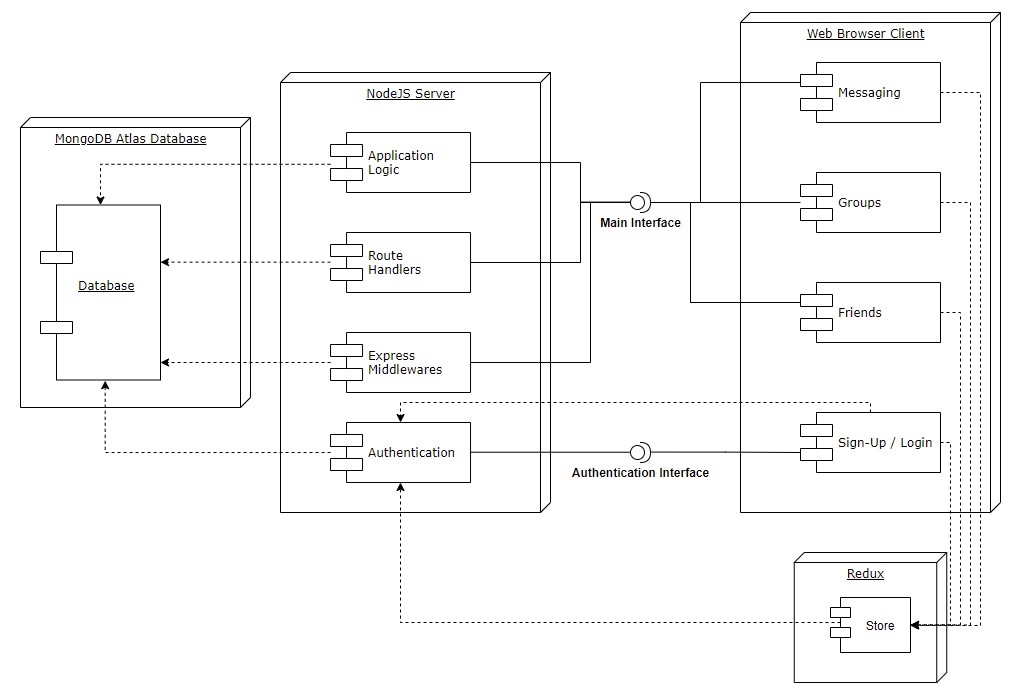 Web Browser Client
Messaging
Groups
Friends
Sign-Up / Login
NodeJS Server
Application
Logic
Route
Handlers
Express
Middlewares
Authentication
MongoDB Atlas Database
Database
Main Interface
Authentication Interface
Redux
Store